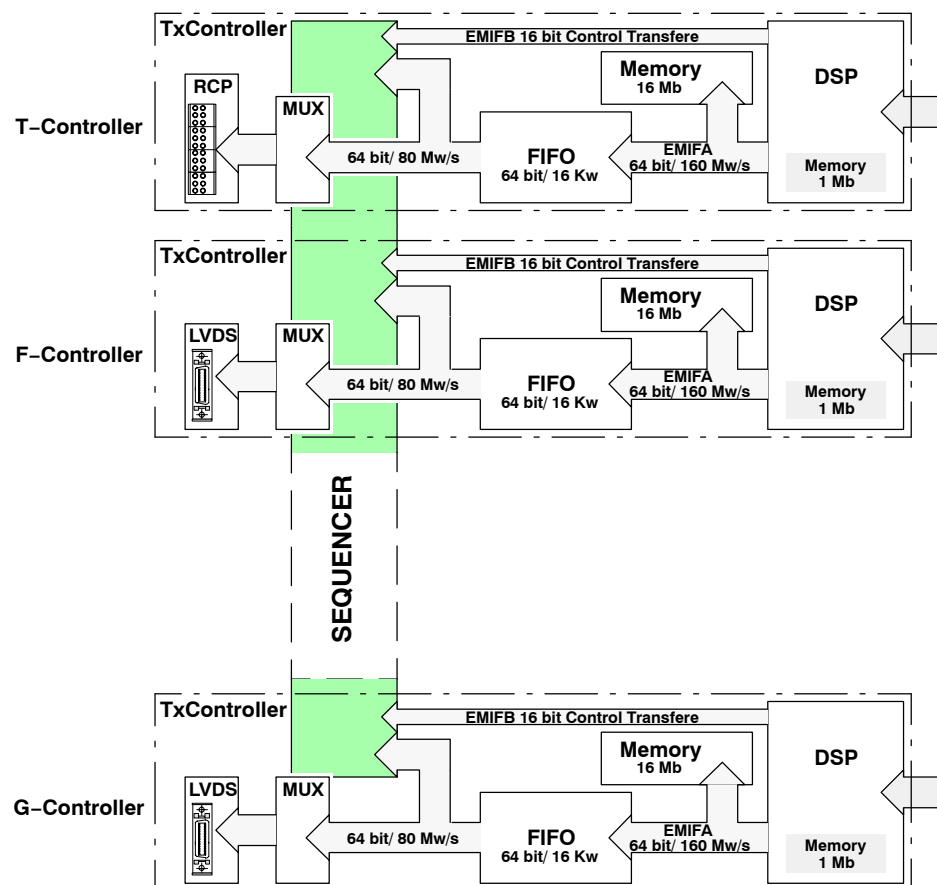 TxController
EMIFB 16 bit Control Transfere
RCP
MUX
Memory
16 Mb
DSP
T−Controller
64 bit/ 80 Mw/s
FIFO
64 bit/ 16 Kw
EMIFA
64 bit/ 160 Mw/s
Memory
1 Mb
TxController
EMIFB 16 bit Control Transfere
LVDS
MUX
Memory
16 Mb
DSP
F−Controller
64 bit/ 80 Mw/s
FIFO
64 bit/ 16 Kw
EMIFA
64 bit/ 160 Mw/s
Memory
1 Mb
SEQUENCER
TxController
EMIFB 16 bit Control Transfere
LVDS
MUX
Memory
16 Mb
DSP
G−Controller
64 bit/ 80 Mw/s
FIFO
64 bit/ 16 Kw
EMIFA
64 bit/ 160 Mw/s
Memory
1 Mb